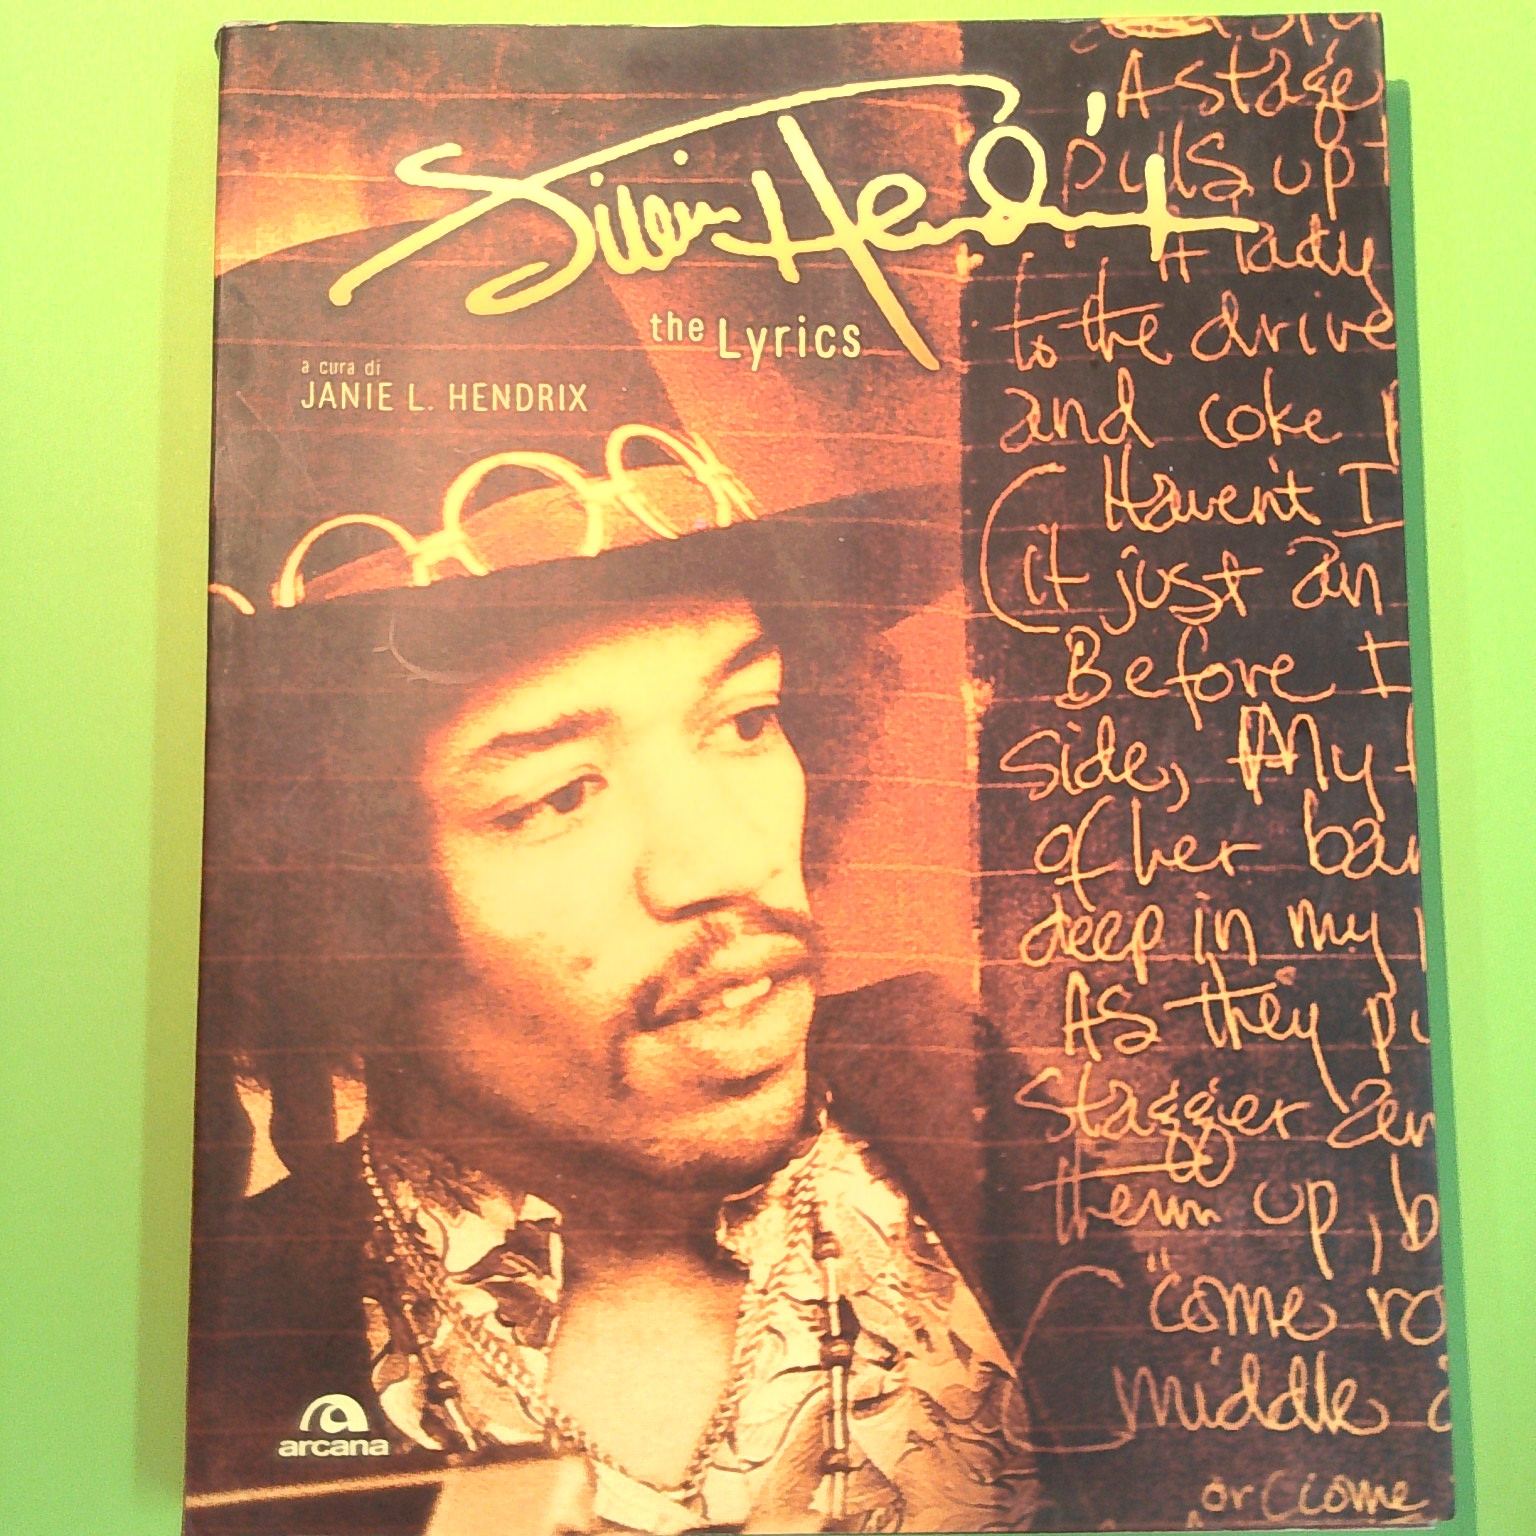 Jimi Hendrix
the Lyrics
a cura di
JANIE L. HENDRIX
A stage
pulls up
A lady
to the drive
and coke
Haven't I
(it just an
Before I
side, My
of her
deep in my
As they
stagger
them up,
"come
middle
or (come
arcana